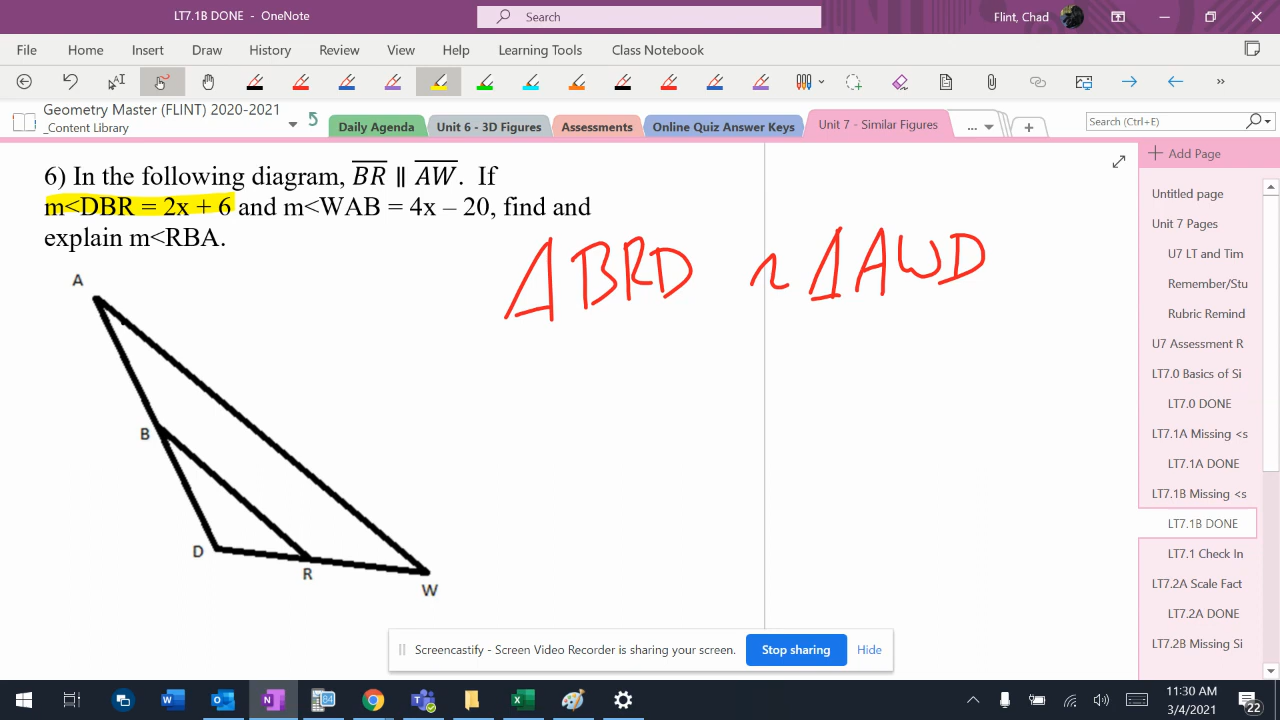 LT7.1B DONE - OneNote
Search
Flint, Chad
File Home Insert Draw History Review View Help Learning Tools Class Notebook
Geometry Master (FLINT) 2020-2021
_Content Library
Daily Agenda Unit 6 - 3D Figures Assessments Online Quiz Answer Keys Unit 7 - Similar Figures ... +
Search (Ctrl+E)
6) In the following diagram, BR ∥ AW. If
m<DBR = 2x + 6 and m<WAB = 4x – 20, find and
explain m<RBA.
Δ BRD ~ Δ AWD
A
B
D
R
W
+ Add Page
Untitled page
Unit 7 Pages
U7 LT and Tim
Remember/Stu
Rubric Remind
U7 Assessment R
LT7.0 Basics of Si
LT7.0 DONE
LT7.1A Missing <s
LT7.1A DONE
LT7.1B Missing <s
LT7.1B DONE
LT7.1 Check In
LT7.2A Scale Fact
LT7.2A DONE
LT7.2B Missing Si
Screencastify - Screen Video Recorder is sharing your screen. Stop sharing Hide
11:30 AM
3/4/2021
22